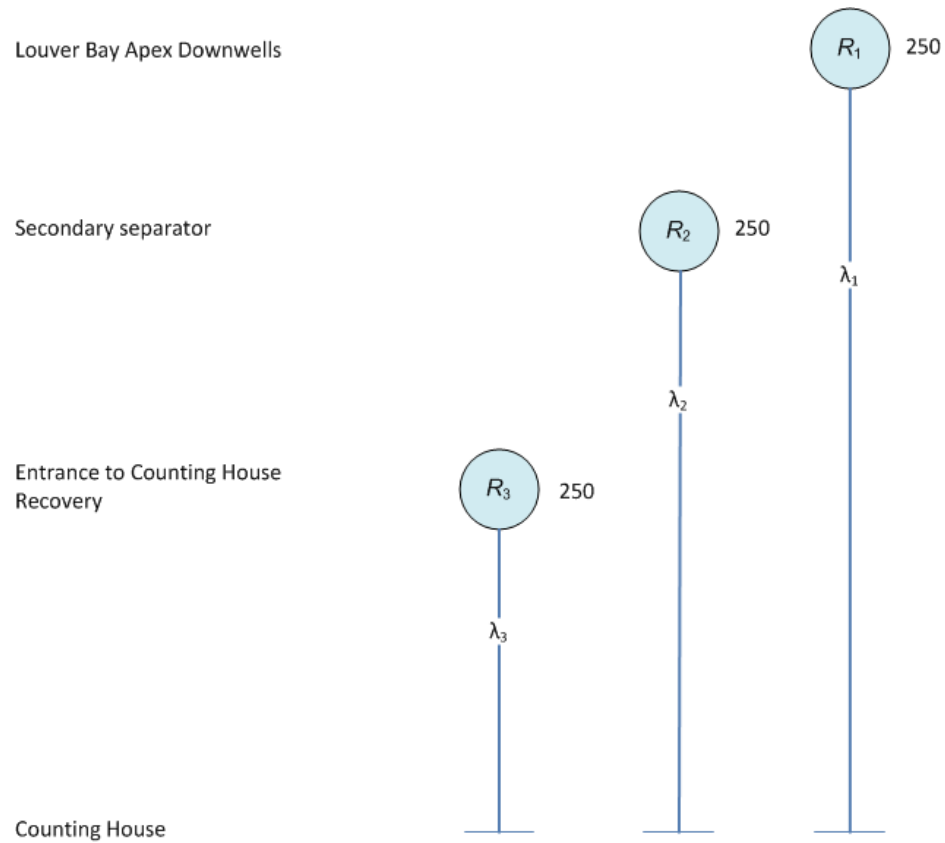 Louver Bay Apex Downwells
R₁ 250
Secondary separator
R₂ 250
λ₁
λ₂
Entrance to Counting House
Recovery
R₃ 250
λ₃
Counting House